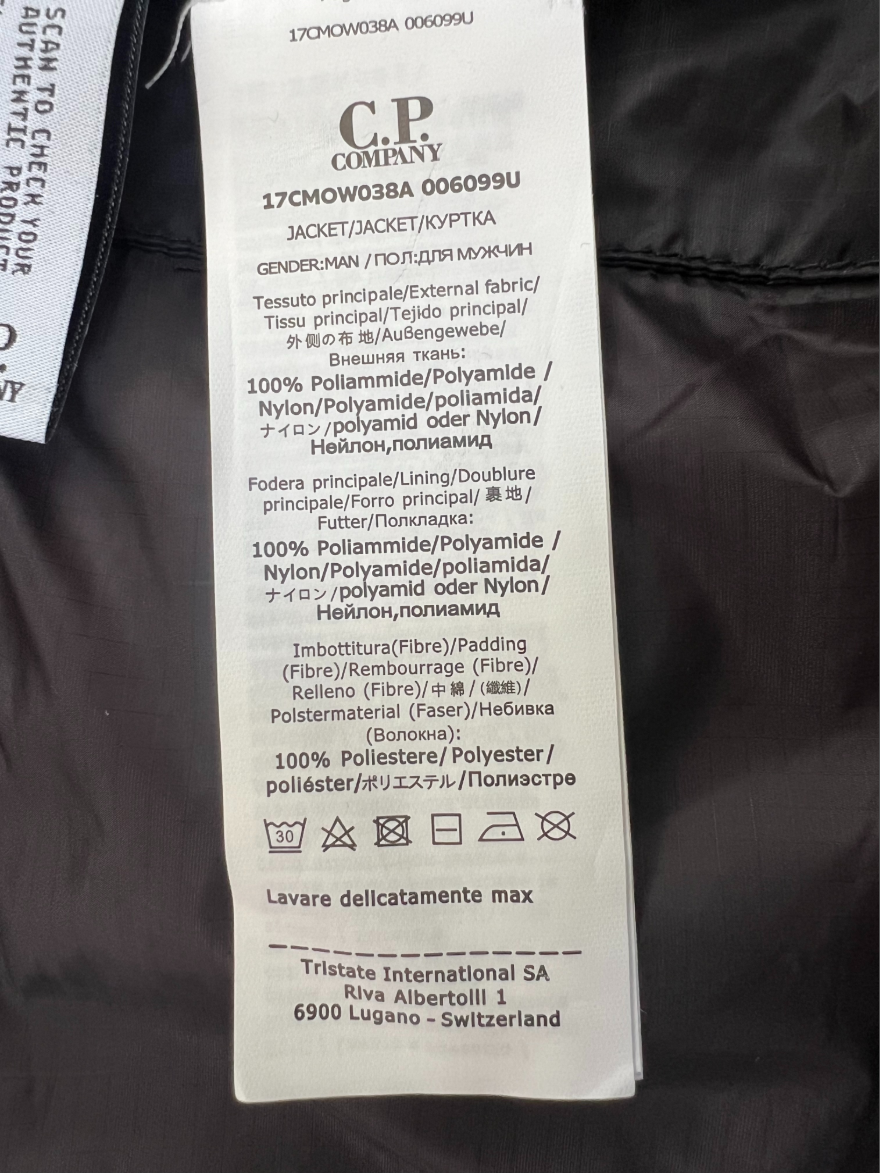 SCAN TO CHECK YOUR
AUTHENTIC PRODUCT
NY
17CMOW038A 006099U
C.P.
COMPANY
17CMOW038A 006099U
JACKET/JACKET/КУРТКА
GENDER:MAN / ПОЛ:ДЛЯ МУЖЧИН
Tessuto principale/External fabric/
Tissu principal/Tejido principal/
外側の布地/Außengewebe/
Внешняя ткань:
100% Poliammide/Polyamide /
Nylon/Polyamide/poliamida/
ナイロン/polyamid oder Nylon/
Нейлон,полиамид
Fodera principale/Lining/Doublure
principale/Forro principal/ 裏地/
Futter/Полкладка:
100% Poliammide/Polyamide /
Nylon/Polyamide/poliamida/
ナイロン/polyamid oder Nylon/
Нейлон,полиамид
Imbottitura(Fibre)/Padding
(Fibre)/Rembourrage (Fibre)/
Relleno (Fibre)/中綿/(繊維)/
Polstermaterial (Faser)/Небивка
(Волокна):
100% Poliestere/Polyester/
poliéster/ポリエステル/Полиэстре
30
Lavare delicatamente max
Tristate International SA
Riva Albertolli 1
6900 Lugano – Switzerland